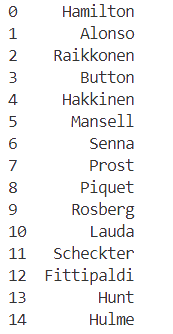 0 Hamilton
1 Alonso
2 Raikkonen
3 Button
4 Hakkinen
5 Mansell
6 Senna
7 Prost
8 Piquet
9 Rosberg
10 Lauda
11 Scheckter
12 Fittipaldi
13 Hunt
14 Hulme